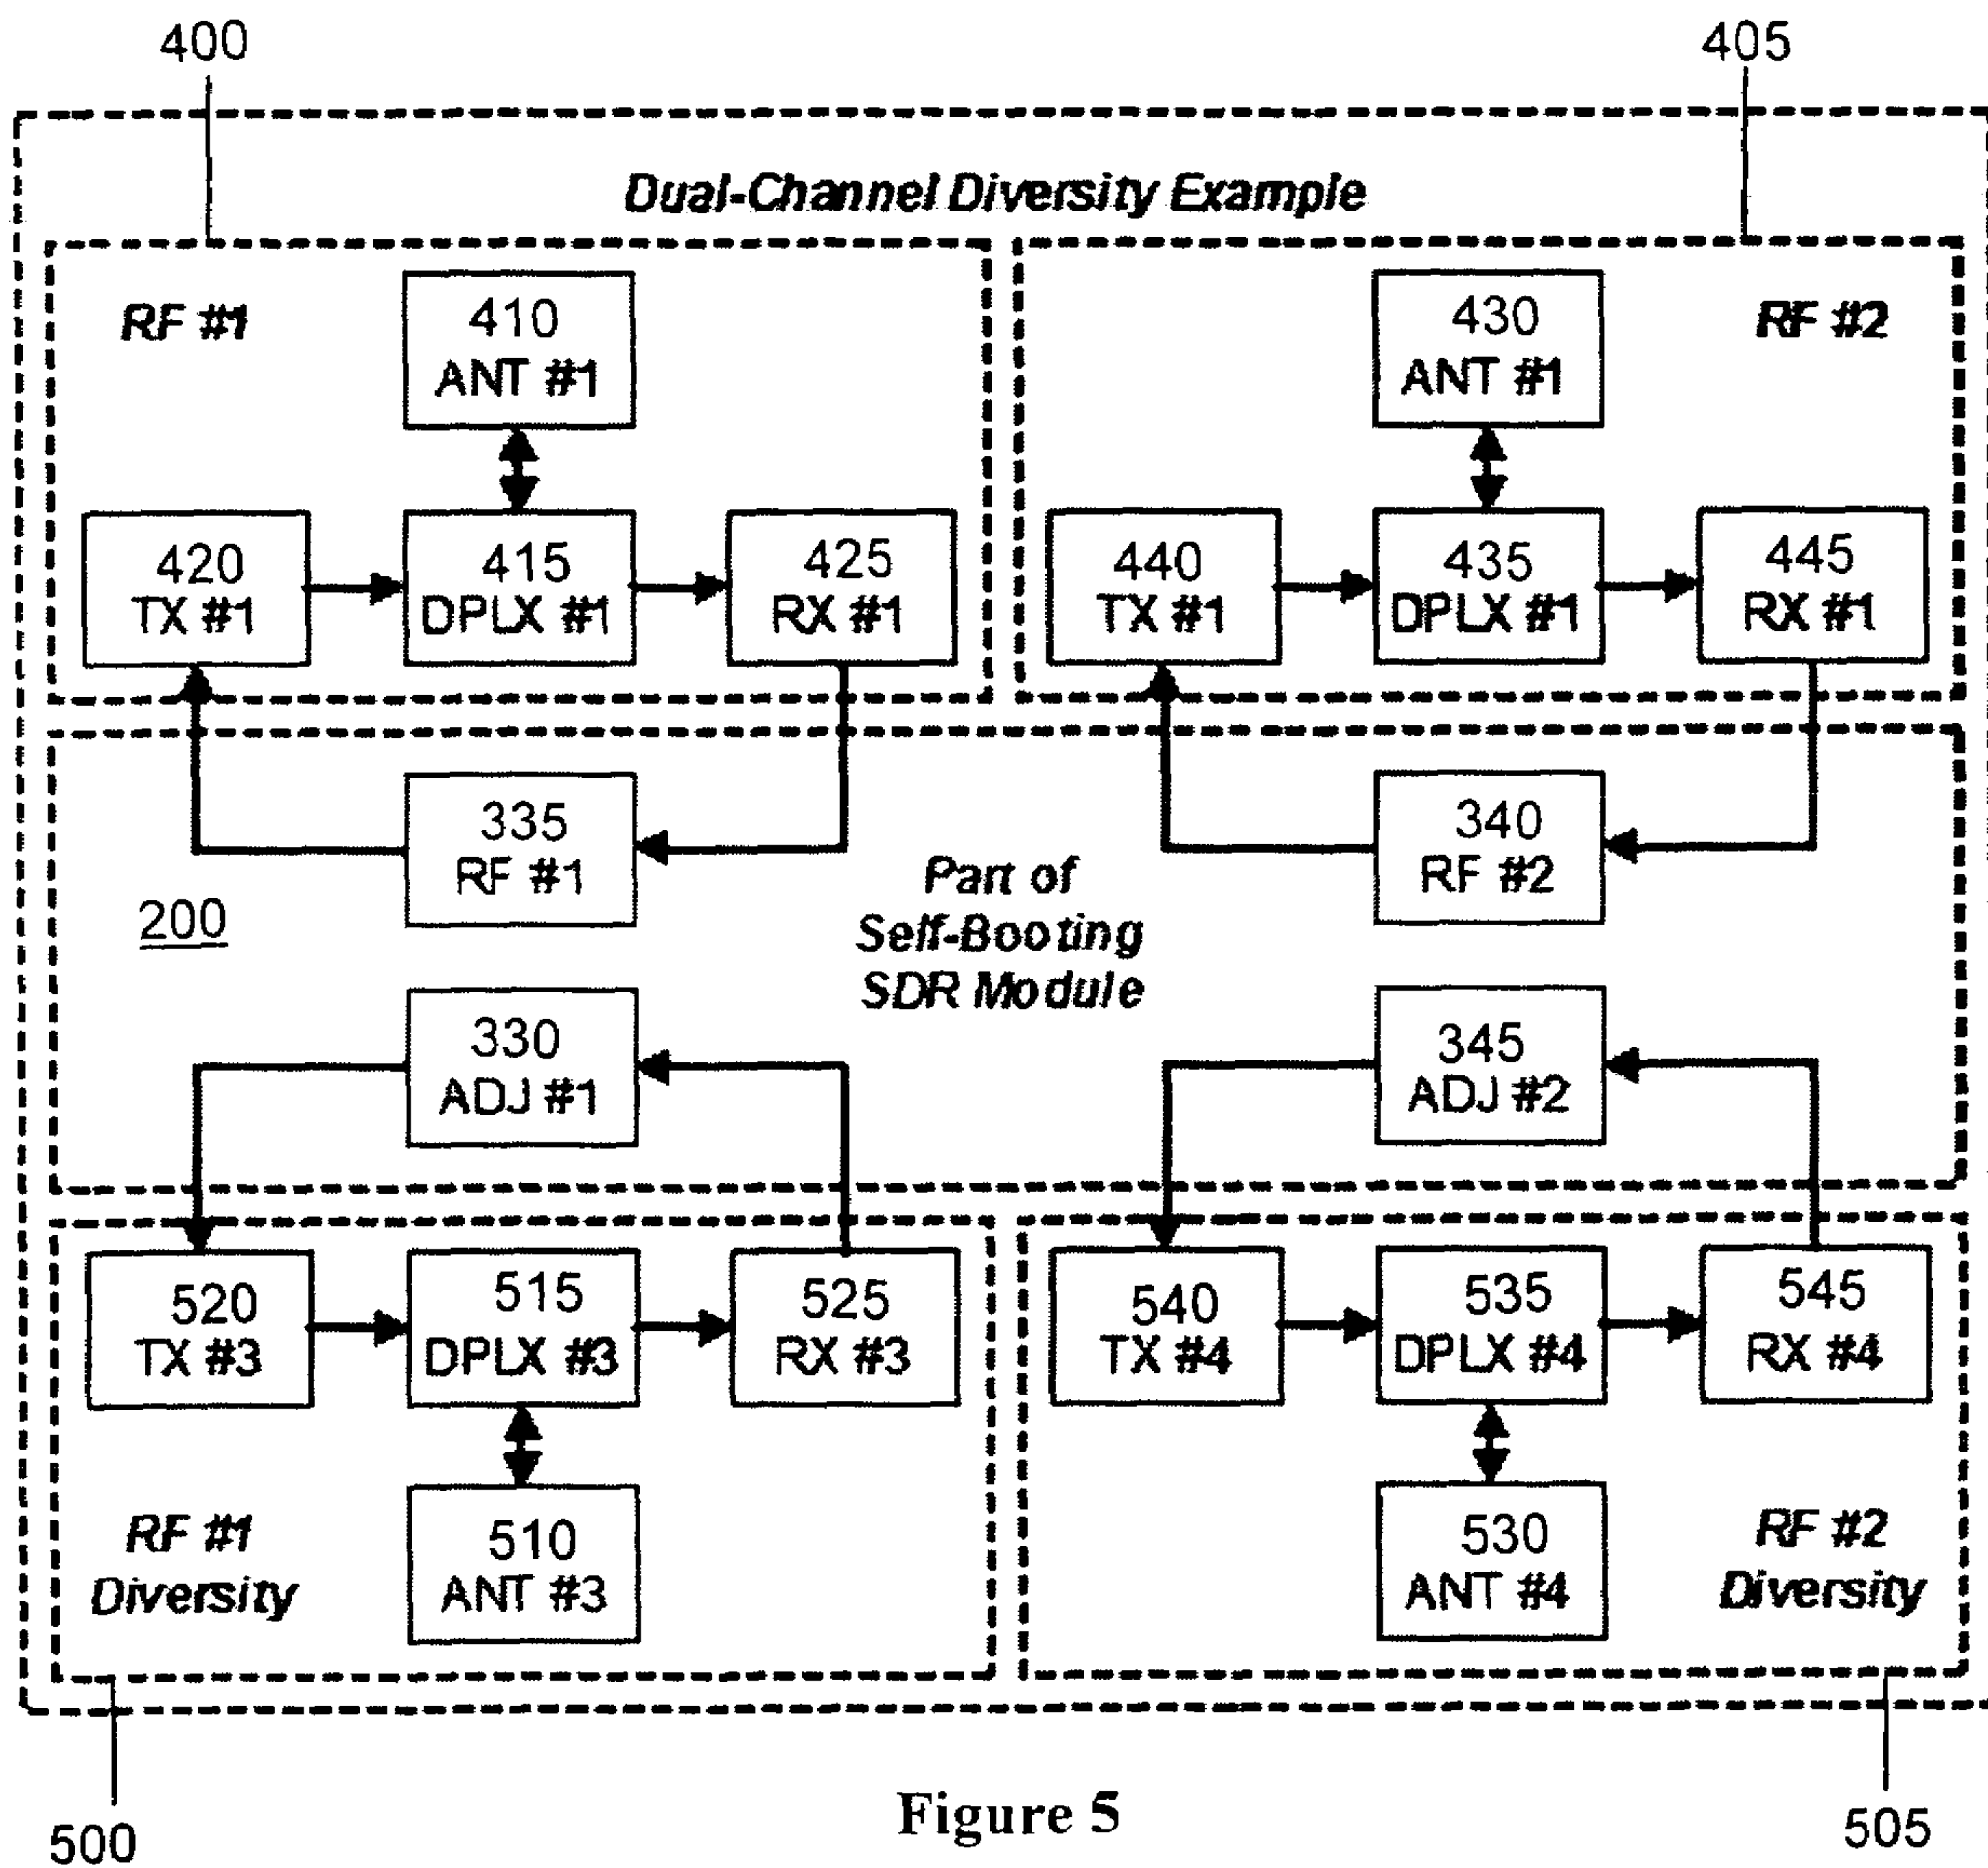 400
405
Dual-Channel Diversity Example
RF #1
410
ANT #1
430
ANT #1
RF #2
420
TX #1
415
DPLX #1
425
RX #1
440
TX #1
435
DPLX #1
445
RX #1
335
RF #1
340
RF #2
200
Part of
Self-Booting
SDR Module
330
ADJ #1
345
ADJ #2
520
TX #3
515
DPLX #3
525
RX #3
540
TX #4
535
DPLX #4
545
RX #4
RF #1
Diversity
510
ANT #3
530
ANT #4
RF #2
Diversity
500
Figure 5
505